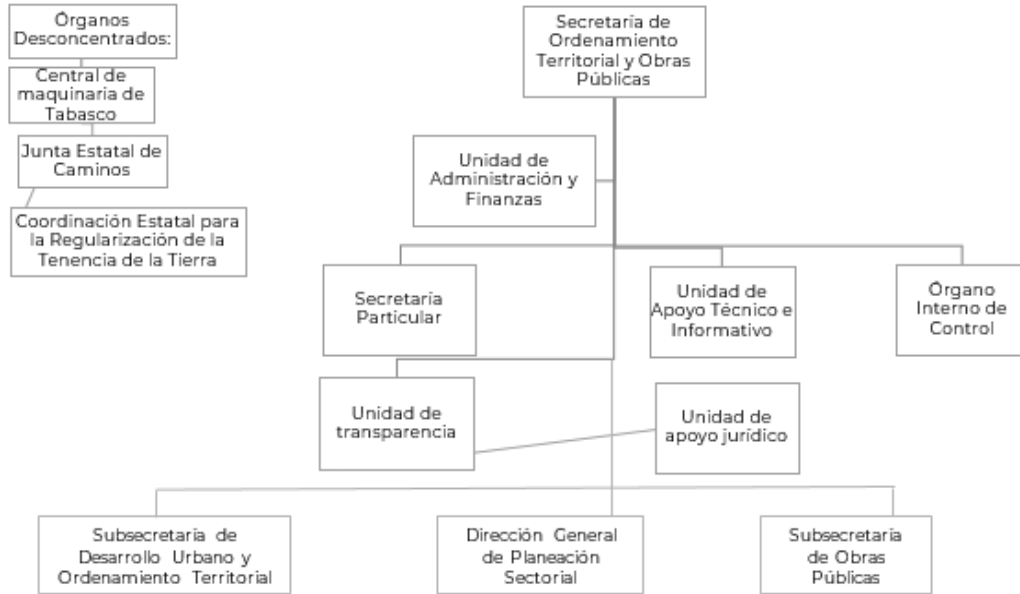 Órganos
Desconcentrados:
Central de
maquinaria de
Tabasco
Junta Estatal de
Caminos
Coordinación Estatal para
la Regularización de la
Tenencia de la Tierra
Secretaría de
Ordenamiento
Territorial y Obras
Públicas
Unidad de
Administración y
Finanzas
Secretaría
Particular
Unidad de
Apoyo Técnico e
Informativo
Órgano
Interno de
Control
Unidad de
transparencia
Unidad de
apoyo jurídico
Subsecretaría de
Desarrollo Urbano y
Ordenamiento Territorial
Dirección General
de Planeación
Sectorial
Subsecretaría
de Obras
Públicas